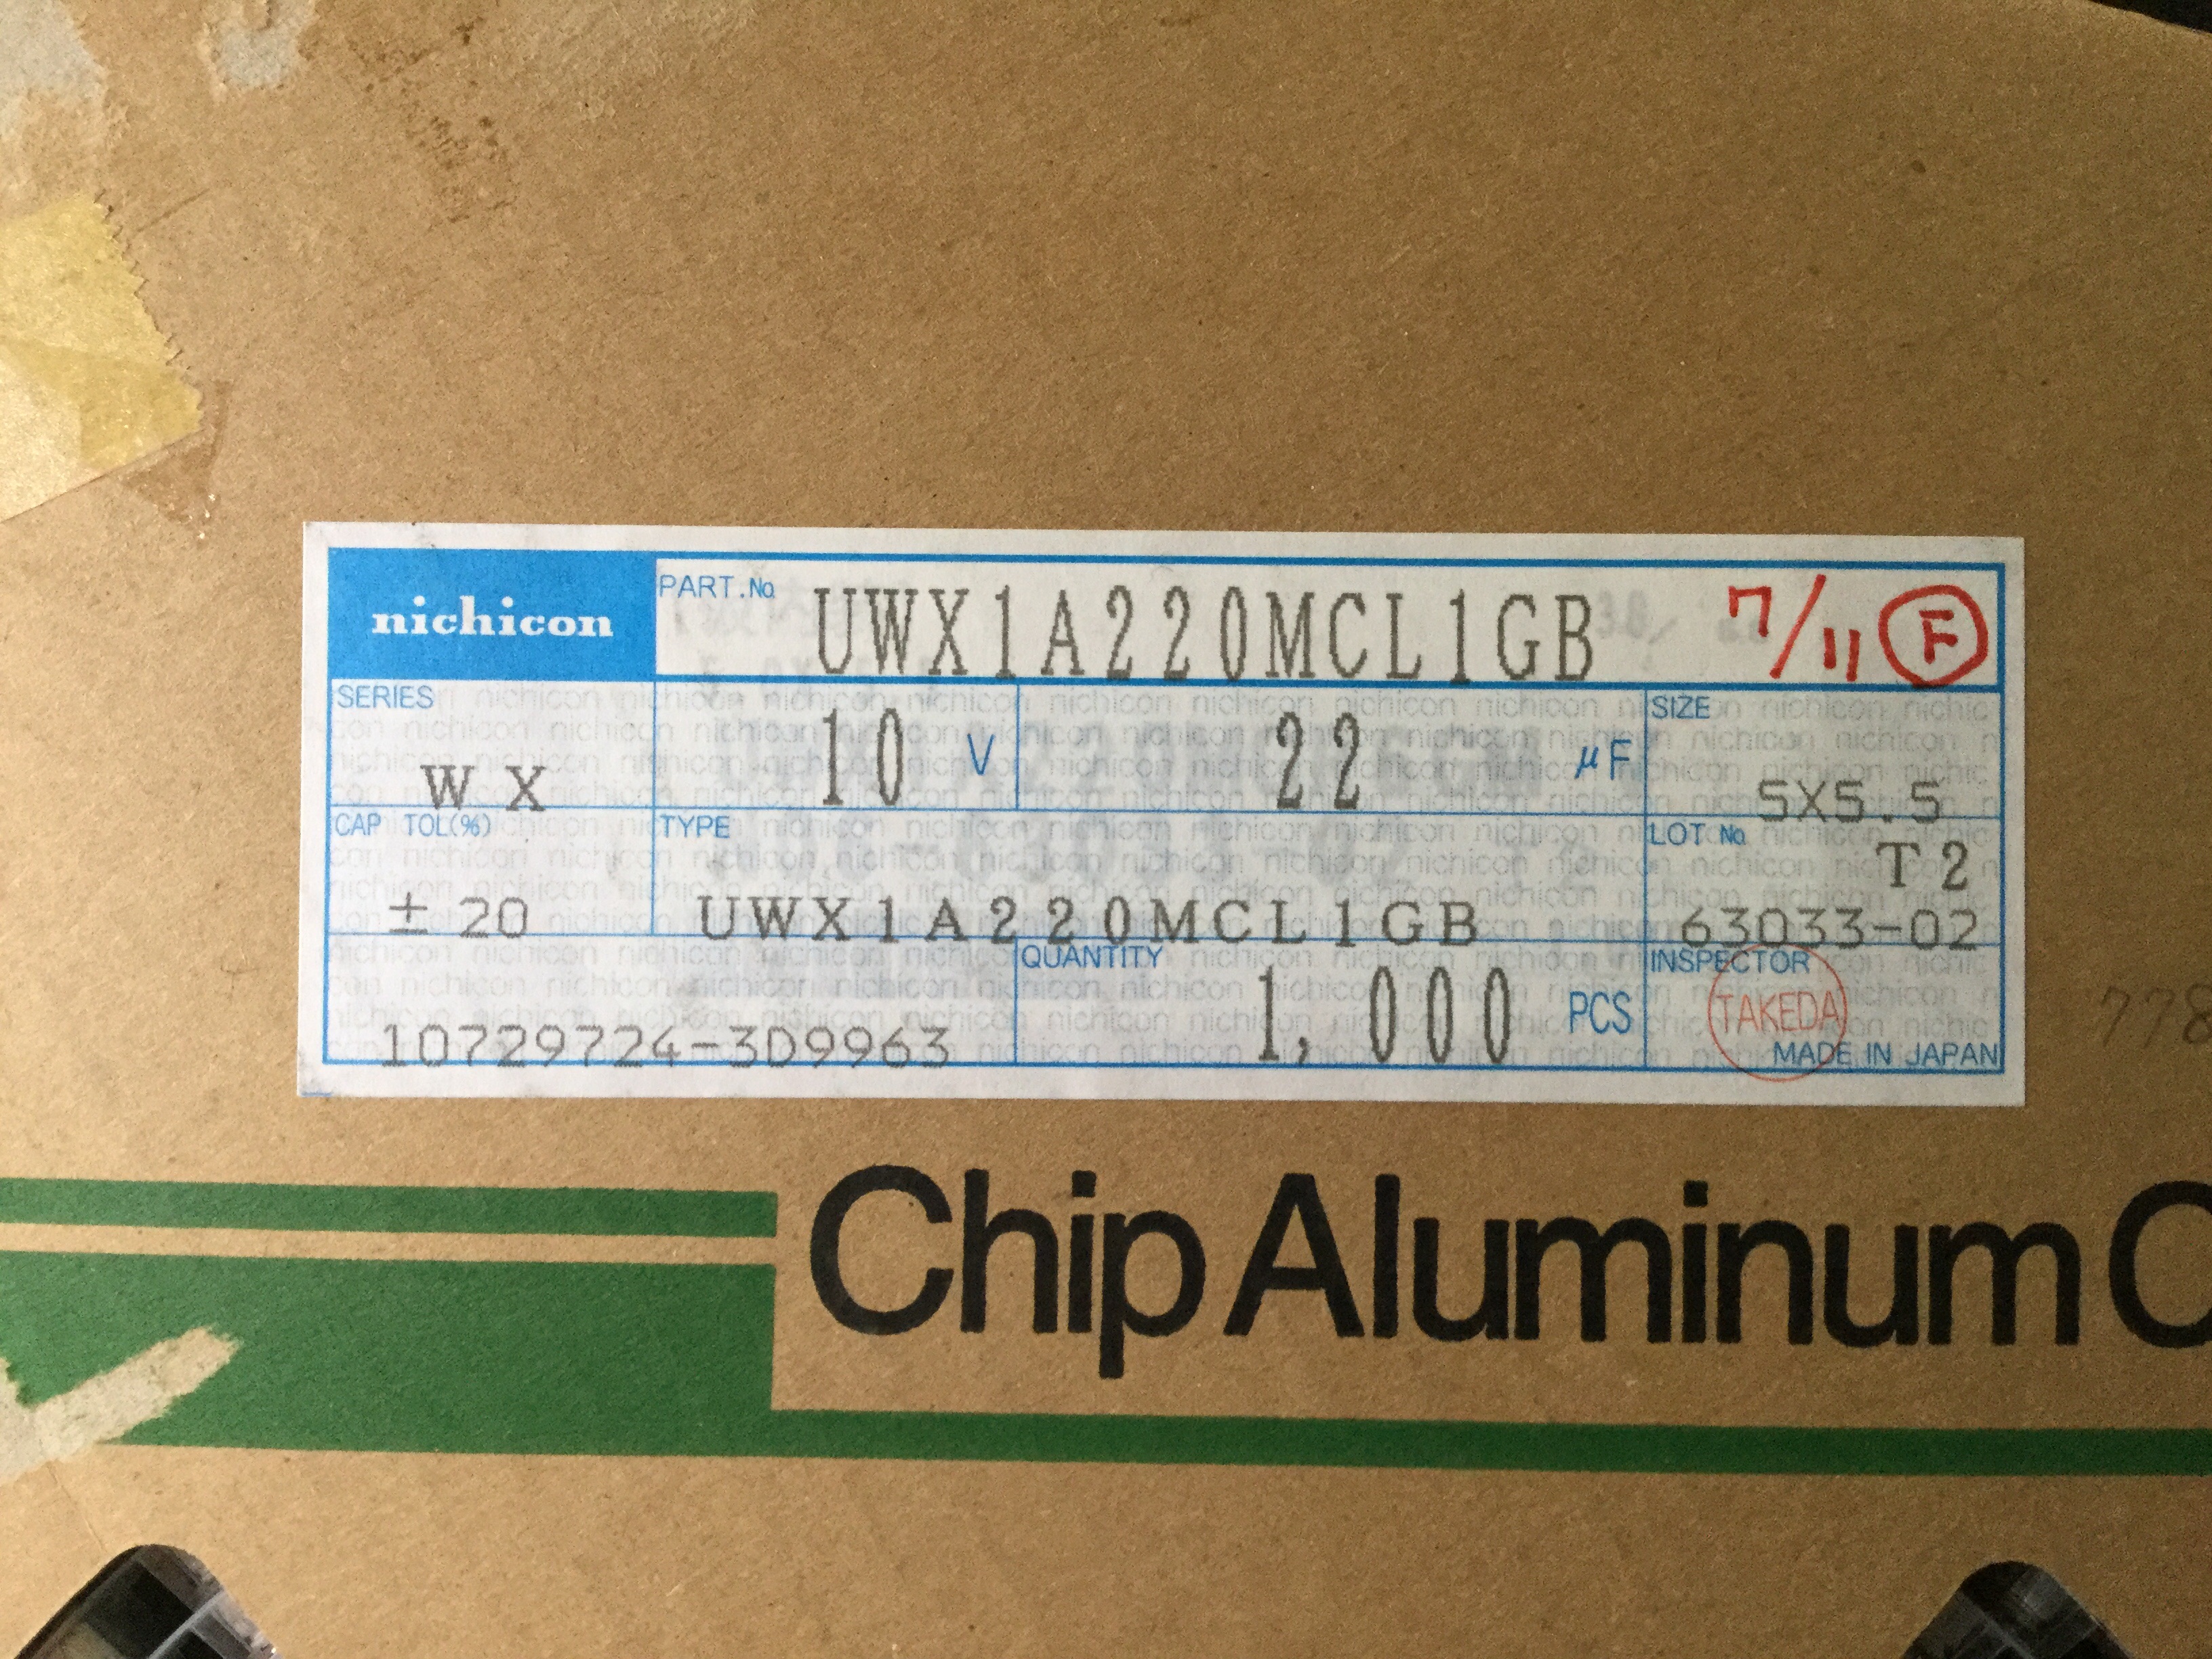 nichicon
PART.No. UWX1A220MCL1GB 7/11 F
SERIES WX
10 V
22 μF
SIZE 5X5.5
CAP TOL(%) ± 20
TYPE UWX1A220MCL1GB
LOT No. T2
63033-02
10729724-3D9963
QUANTITY 1,000 PCS
INSPECTOR TAKEDA
MADE IN JAPAN
778
Chip Aluminum C